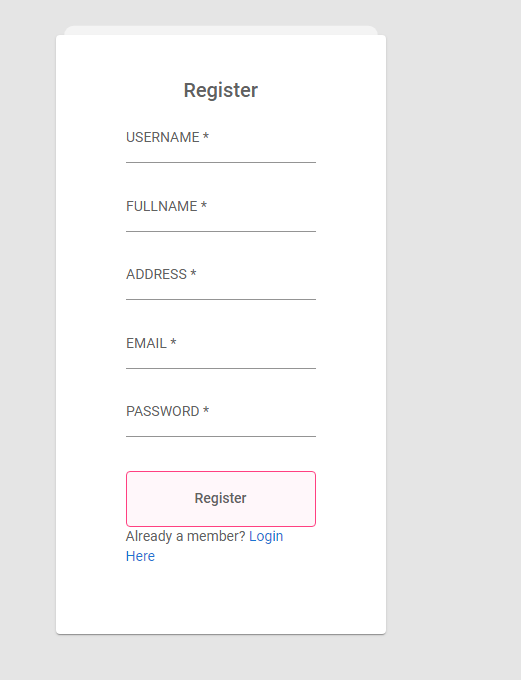 Register
USERNAME *
FULLNAME *
ADDRESS *
EMAIL *
PASSWORD *
Register
Already a member? Login
Here